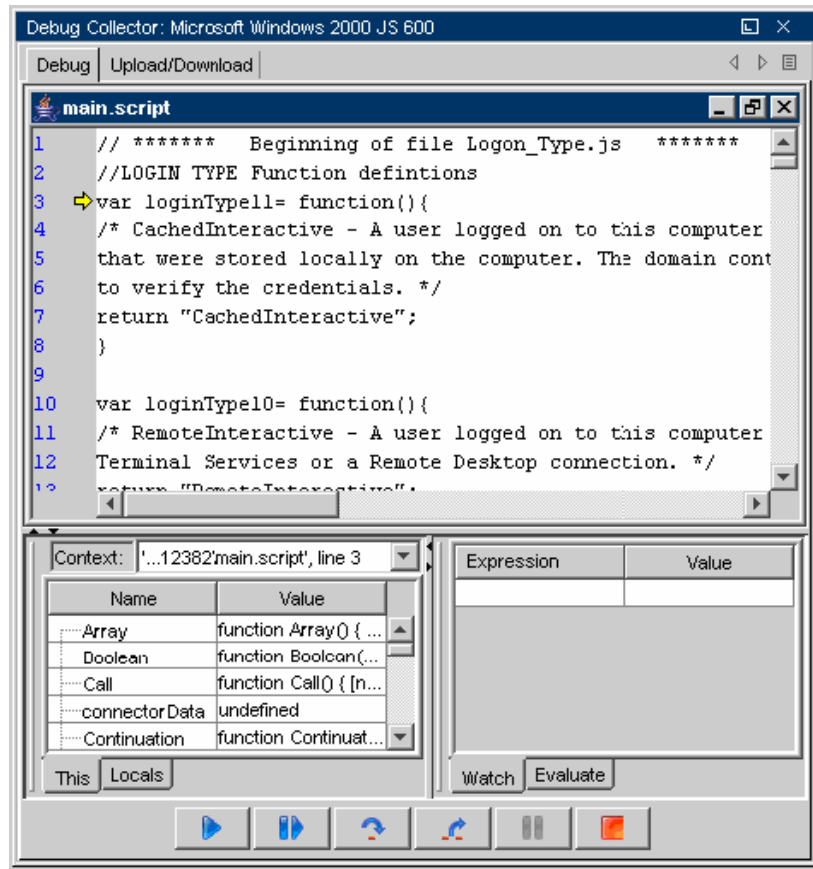 Debug Collector: Microsoft Windows 2000 JS 600
Debug Upload/Download
main.script
1 // ******* Beginning of file Logon_Type.js *******
2 //LOGIN TYPE Function defintions
3 var loginType11= function(){
4 /* CachedInteractive - A user logged on to this computer
5 that were stored locally on the computer. The domain cont
6 to verify the credentials. */
7 return "CachedInteractive";
8 }
9
10 var loginType10= function(){
11 /* RemoteInteractive - A user logged on to this computer
12 Terminal Services or a Remote Desktop connection. */
13 return "RemoteInteractive";
Context: '...12382'main.script', line 3
Name Value
Array function Array() { ...
Boolean function Boolean(...
Call function Call() { [n...
connectorData undefined
Continuation function Continuat...
This Locals
Expression Value
Watch Evaluate